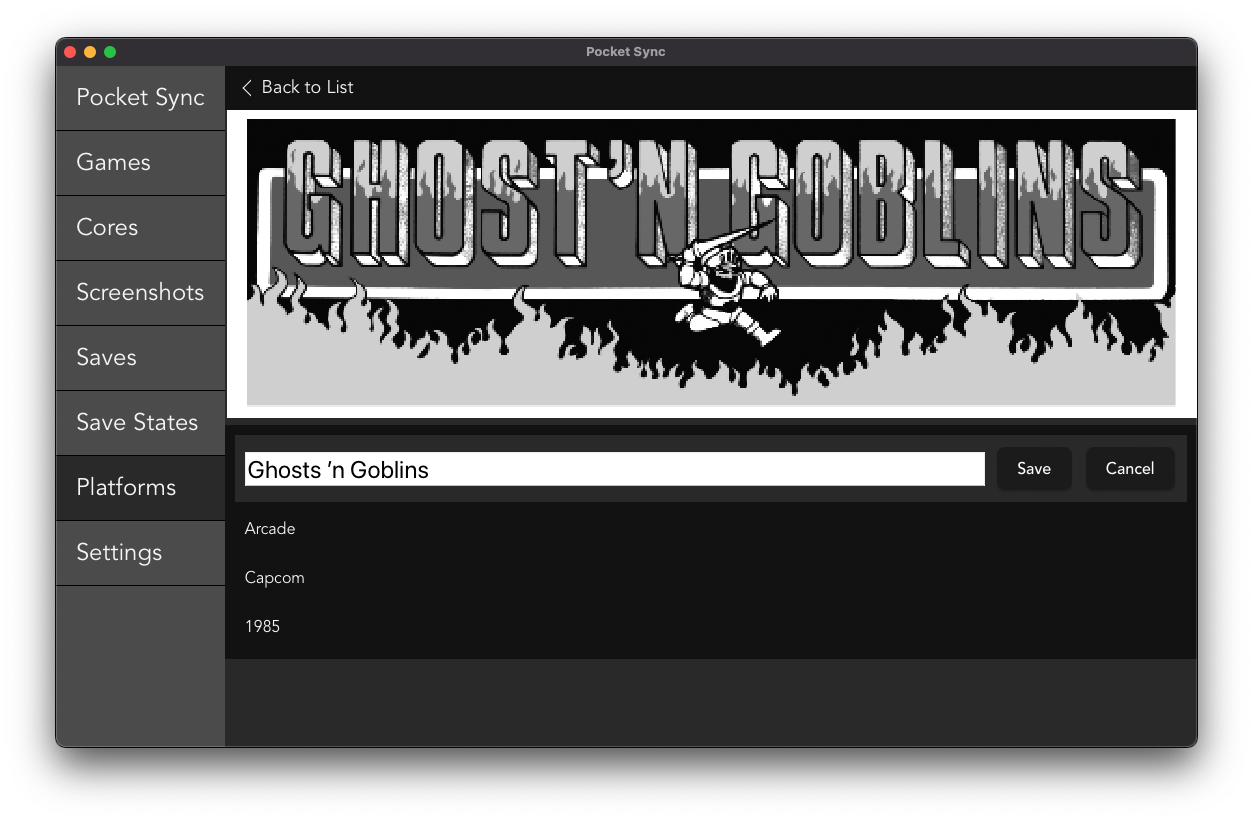 Pocket Sync
Pocket Sync
Games
Cores
Screenshots
Saves
Save States
Platforms
Settings
Back to List
GHOST'N GOBLINS
Ghosts ’n Goblins
Save
Cancel
Arcade
Capcom
1985